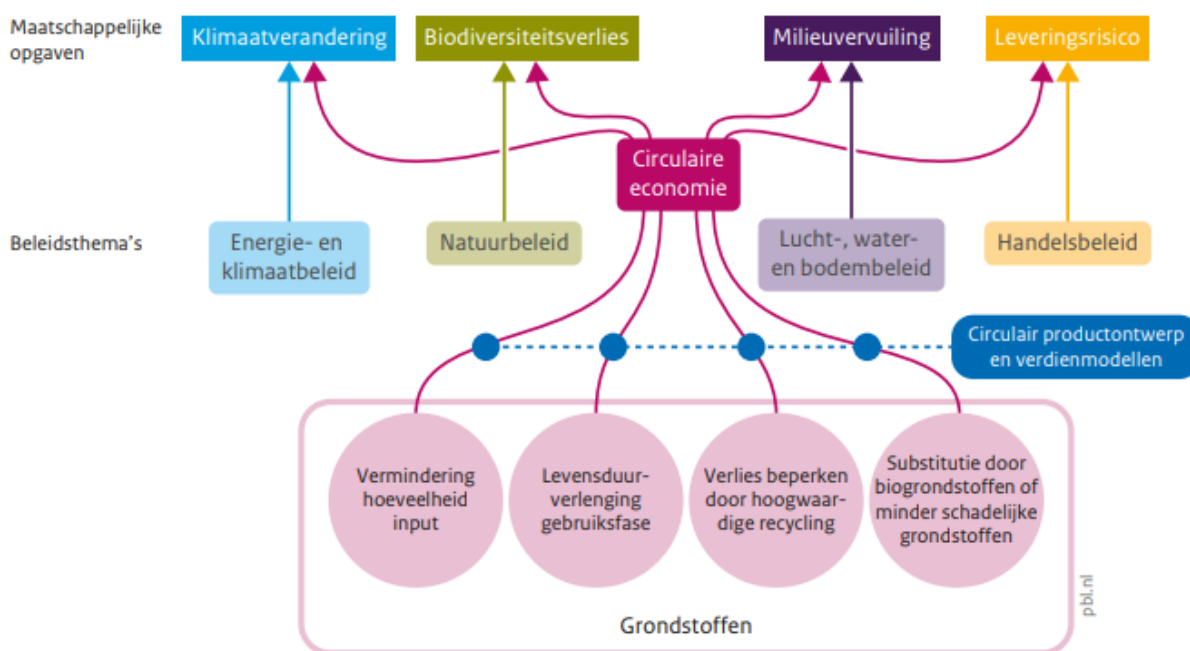 Maatschappelijke
opgaven
Klimaatverandering
Biodiversiteitsverlies
Milieuvervuiling
Leveringsrisico
Circulaire
economie
Beleidsthema's
Energie- en
klimaatbeleid
Natuurbeleid
Lucht-, water-
en bodembeleid
Handelsbeleid
Circulair productontwerp
en verdienmodellen
Vermindering
hoeveelheid
input
Levensduur-
verlenging
gebruiksfase
Verlies beperken
door hoogwaar-
dige recycling
Substitutie door
biogrondstoffen of
minder schadelijke
grondstoffen
Grondstoffen
pbl.nl